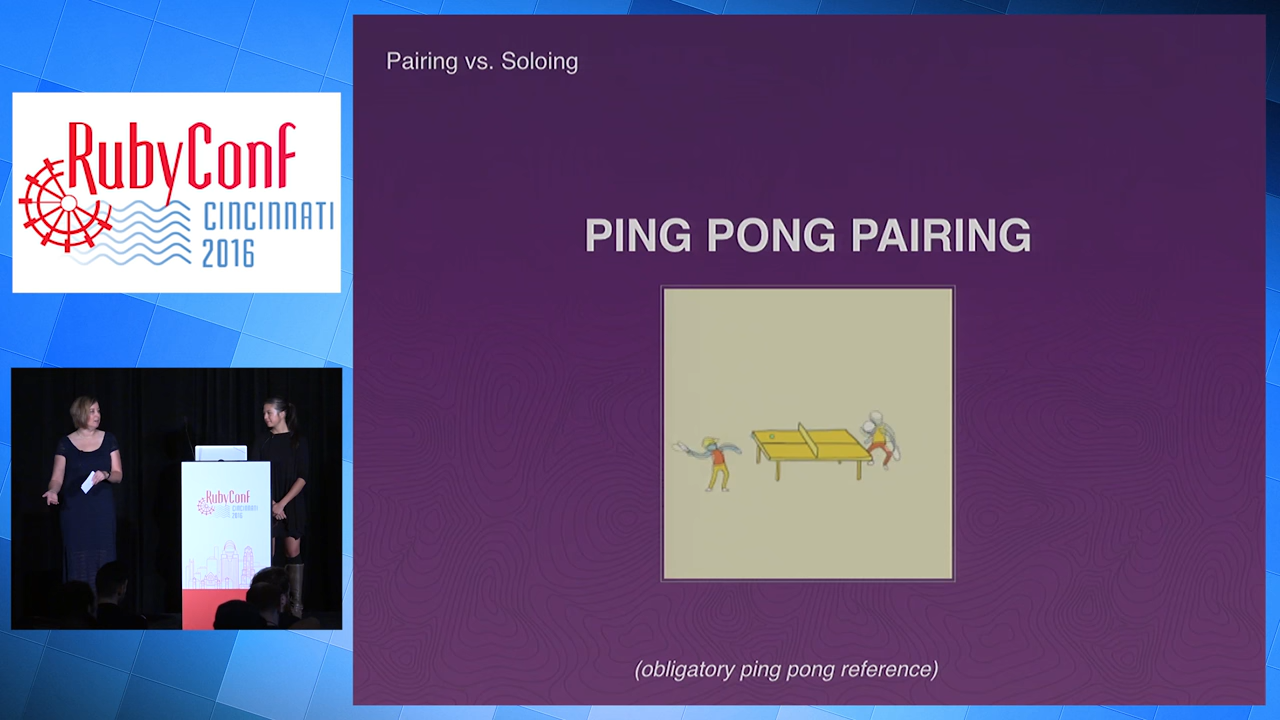 Pairing vs. Soloing
RubyConf
CINCINNATI
2016
PING PONG PAIRING
(obligatory ping pong reference)
RubyConf
CINCINNATI
2016